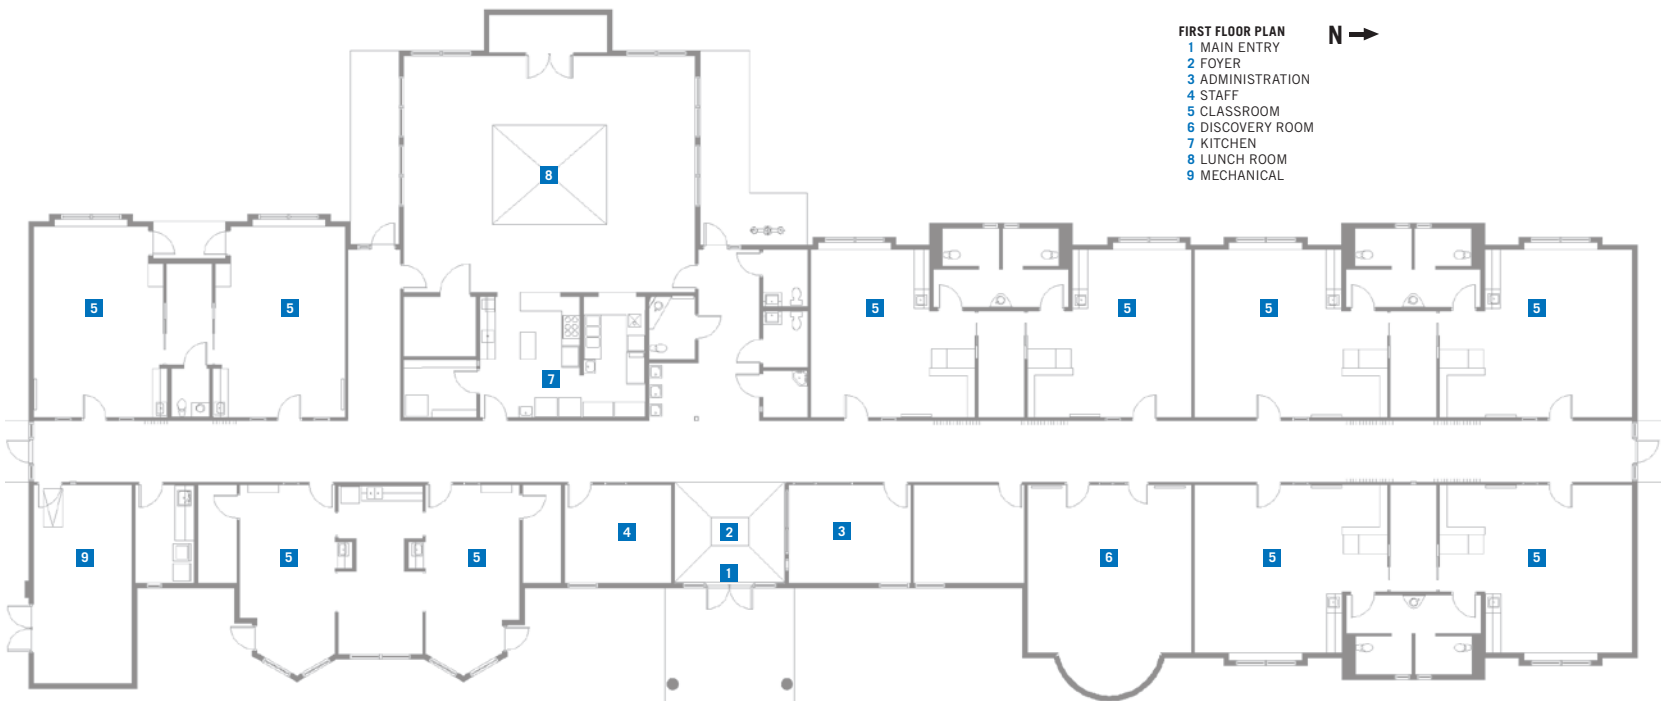 FIRST FLOOR PLAN
N
1 MAIN ENTRY
2 FOYER
3 ADMINISTRATION
4 STAFF
5 CLASSROOM
6 DISCOVERY ROOM
7 KITCHEN
8 LUNCH ROOM
9 MECHANICAL
8
5
5
5
5
5
5
7
9
5
5
4
2
3
1
6
5
5